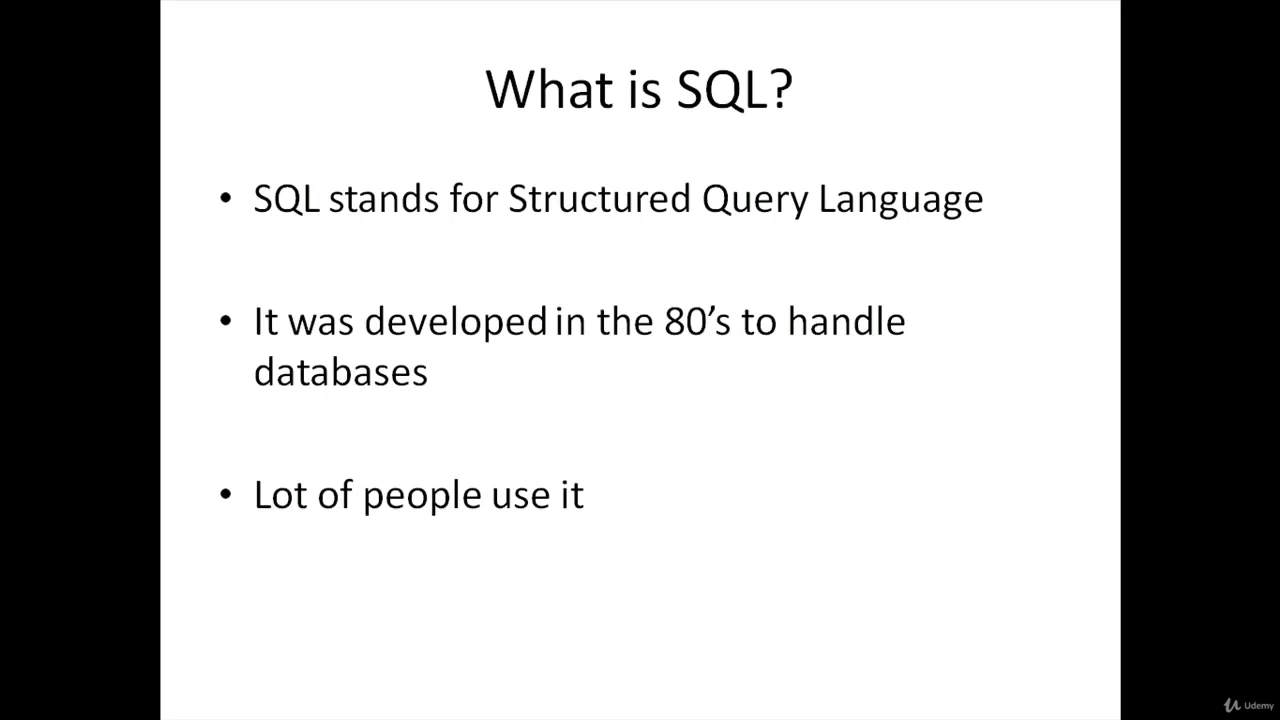 What is SQL?
• SQL stands for Structured Query Language
• It was developed in the 80’s to handle
databases
• Lot of people use it
Udemy